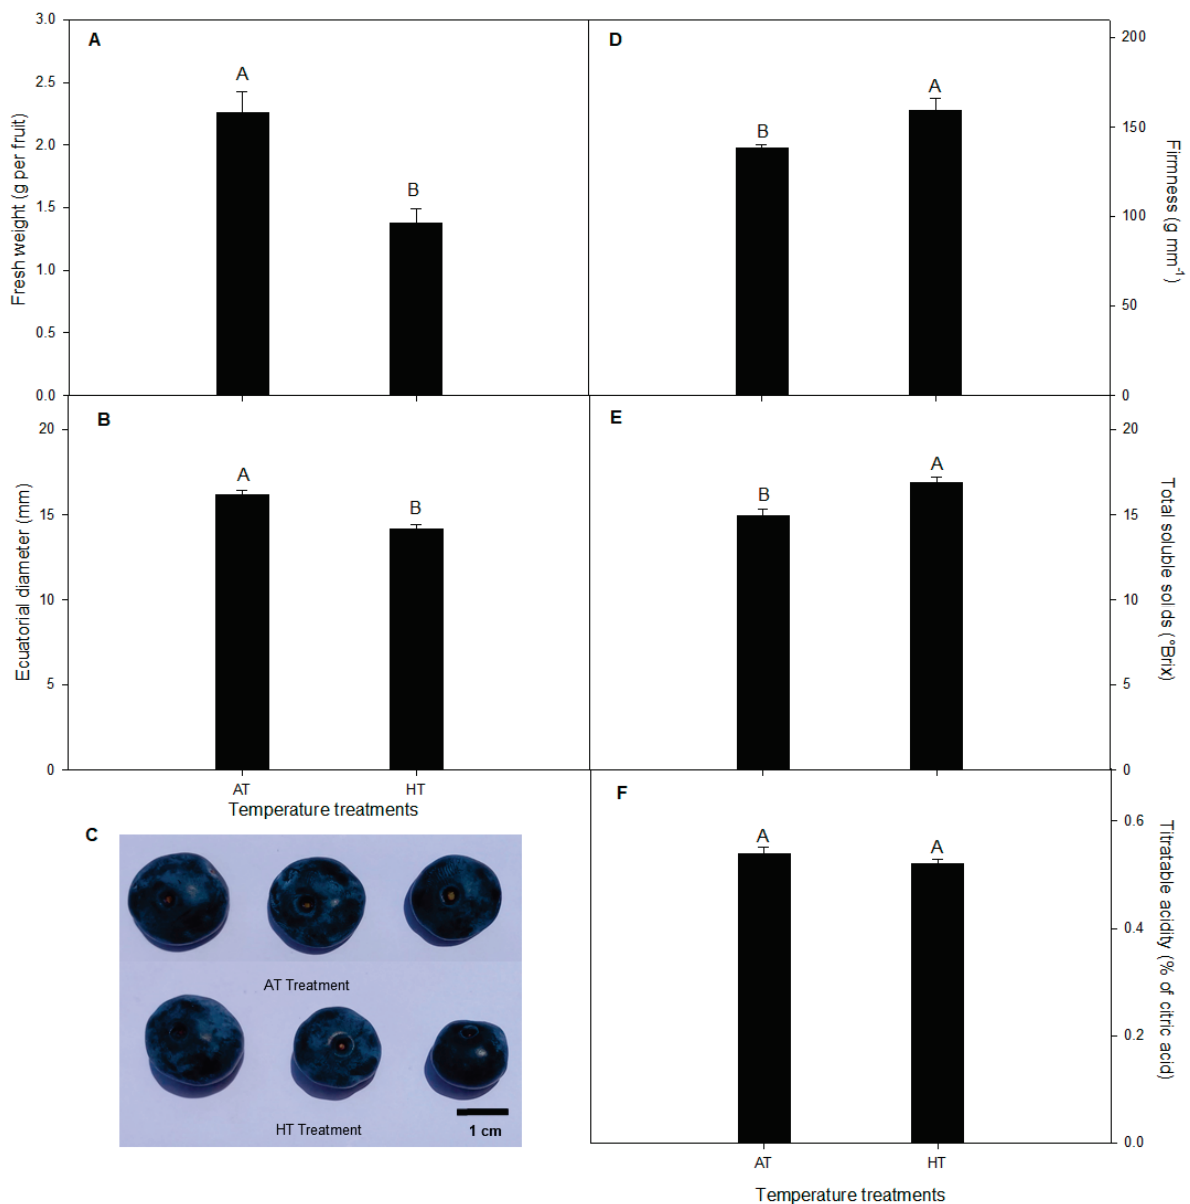 A
3.0
2.5
2.0
1.5
1.0
0.5
0.0
Fresh weight (g per fruit)
A
B
D
200
150
100
50
0
Firmness (g mm⁻¹)
B
A
B
20
15
10
5
0
Ecuatorial diameter (mm)
A
B
AT
HT
Temperature treatments
E
20
15
10
5
0
Total soluble solids (°Brix)
B
A
C
AT Treatment
HT Treatment
1 cm
F
0.6
0.4
0.2
0.0
Titratable acidity (% of citric acid)
A
A
AT
HT
Temperature treatments